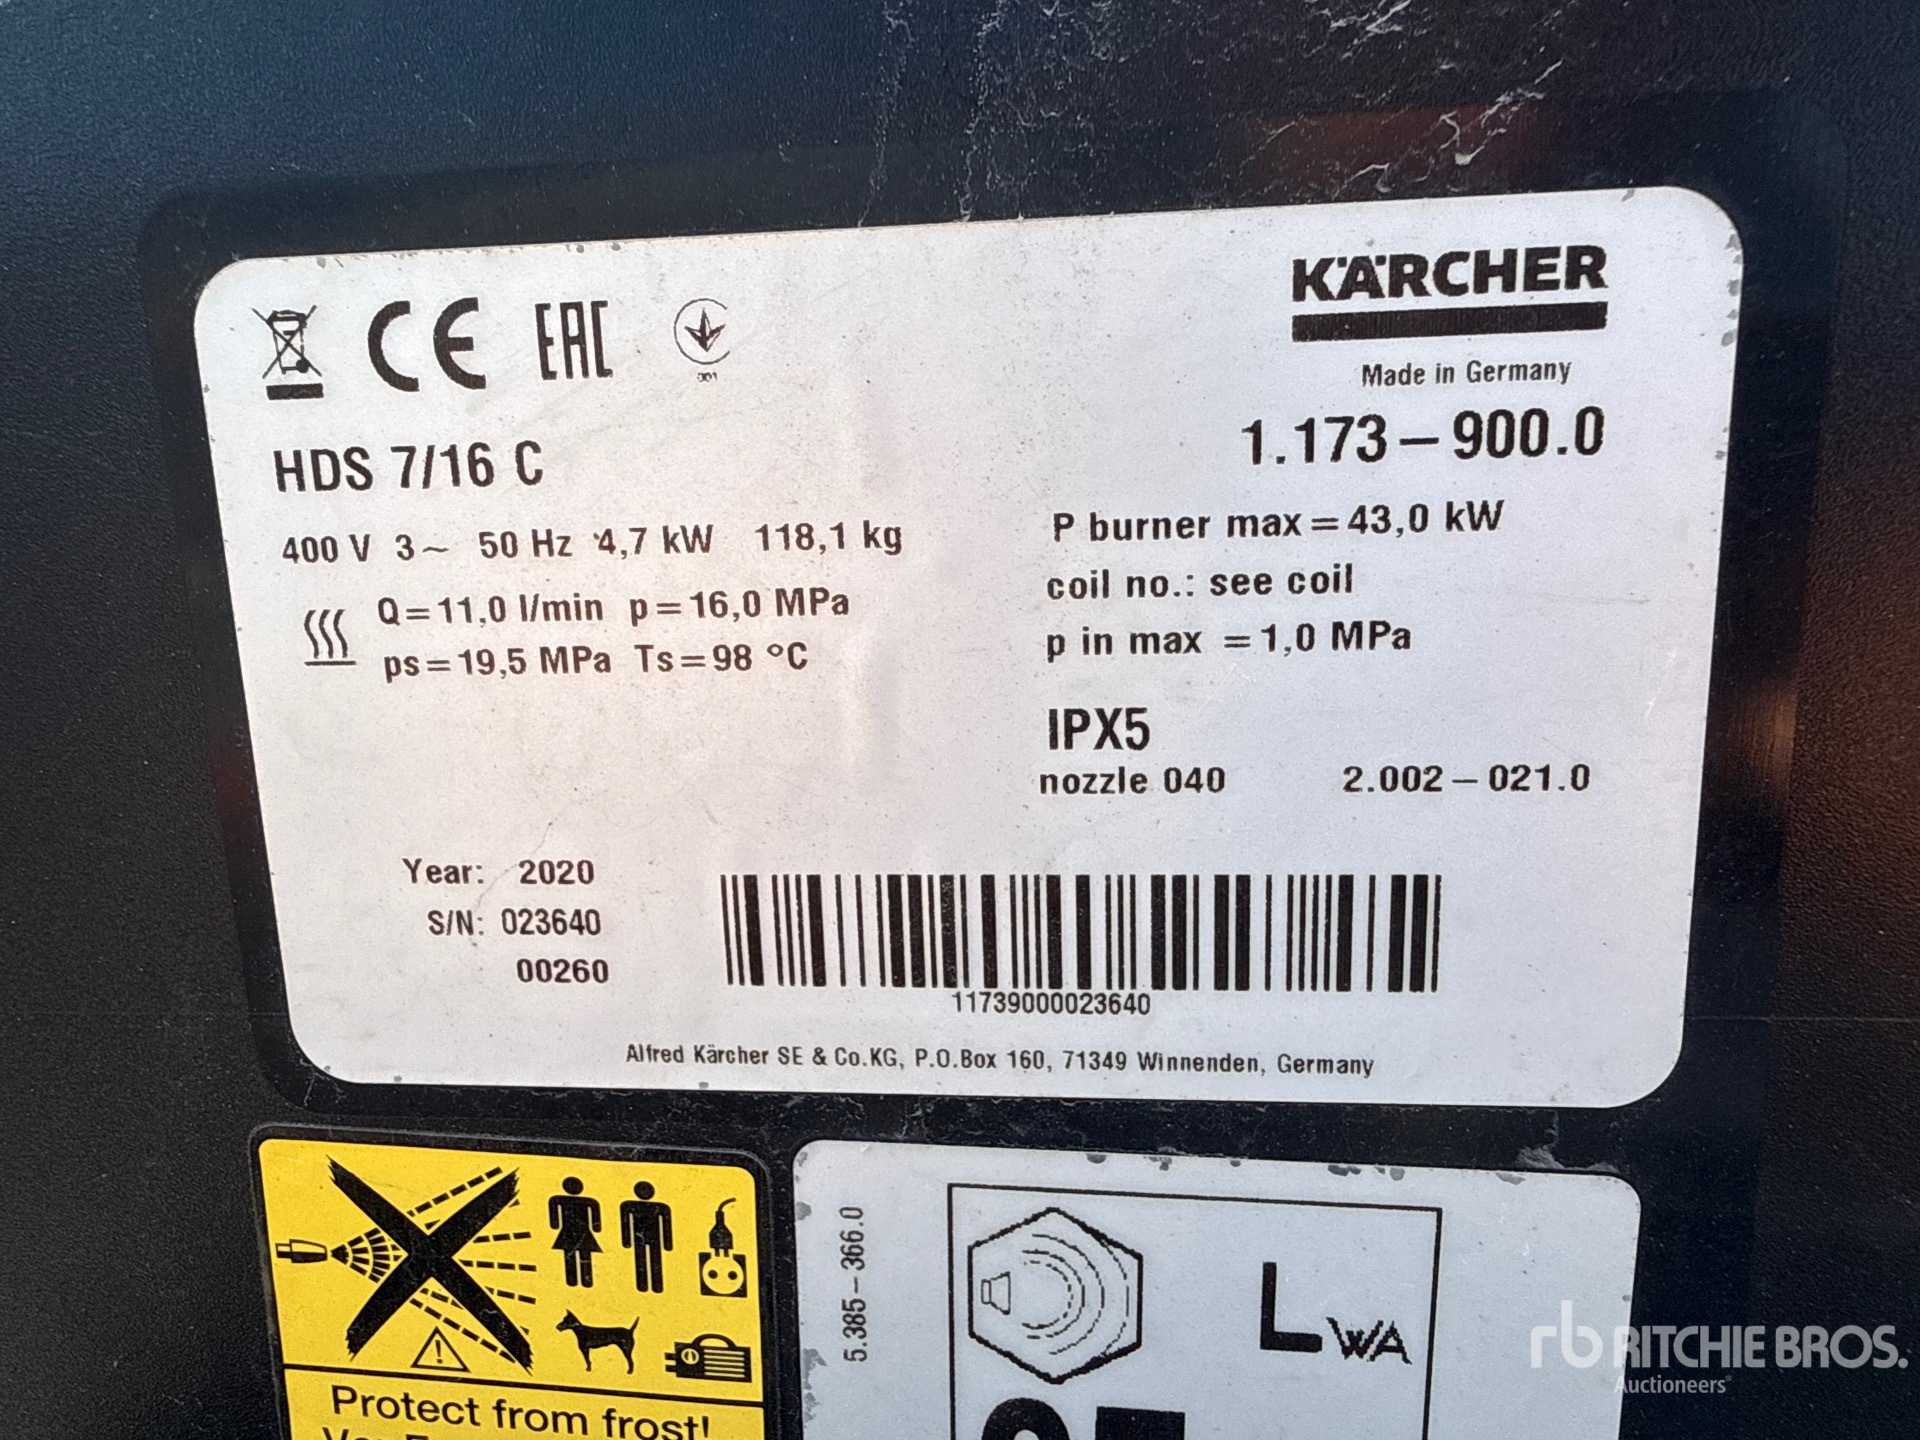 CE EAC
001
KÄRCHER
Made in Germany
HDS 7/16 C
1.173-900.0
400 V 3~ 50 Hz 4,7 kW 118,1 kg
Q=11,0 l/min p=16,0 MPa
ps=19,5 MPa Ts=98 °C
P burner max=43,0 kW
coil no.: see coil
p in max =1,0 MPa
IPX5
nozzle 040 2.002-021.0
Year: 2020
S/N: 023640
00260
11739000023640
Alfred Kärcher SE & Co.KG, P.O.Box 160, 71349 Winnenden, Germany
Protect from frost!
5.385-366.0
LWA
rb RITCHIE BROS.
Auctioneers